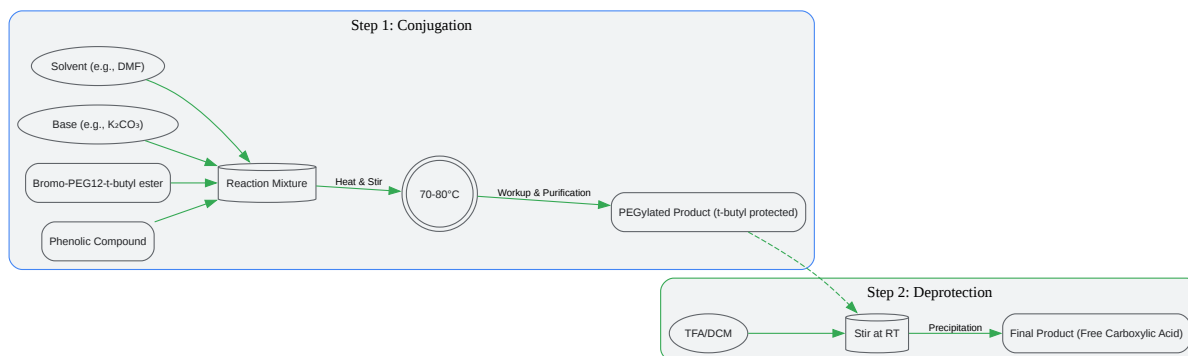 Step 1: Conjugation
Solvent (e.g., DMF)
Base (e.g., K₂CO₃)
Bromo-PEG12-t-butyl ester
Phenolic Compound
Reaction Mixture
Heat & Stir
70-80°C
Workup & Purification
PEGylated Product (t-butyl protected)
Step 2: Deprotection
TFA/DCM
Stir at RT
Precipitation
Final Product (Free Carboxylic Acid)